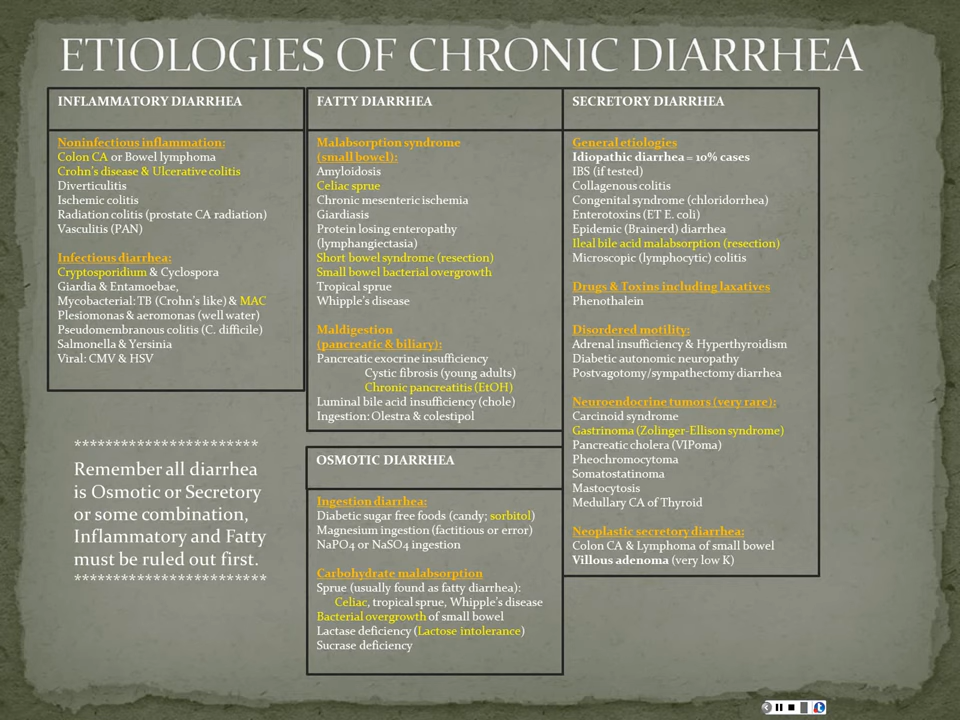 ETIOLOGIES OF CHRONIC DIARRHEA
INFLAMMATORY DIARRHEA
Noninfectious inflammation:
Colon CA or Bowel lymphoma
Crohn's disease & Ulcerative colitis
Diverticulitis
Ischemic colitis
Radiation colitis (prostate CA radiation)
Vasculitis (PAN)
Infectious diarrhea:
Cryptosporidium & Cyclospora
Giardia & Entamoebae,
Mycobacterial: TB (Crohn's like) & MAC
Plesiomonas & aeromonas (well water)
Pseudomembranous colitis (C. difficile)
Salmonella & Yersinia
Viral: CMV & HSV
***********************
Remember all diarrhea
is Osmotic or Secretory
or some combination,
Inflammatory and Fatty
must be ruled out first.
************************
FATTY DIARRHEA
Malabsorption syndrome
(small bowel):
Amyloidosis
Celiac sprue
Chronic mesenteric ischemia
Giardiasis
Protein losing enteropathy
(lymphangiectasia)
Short bowel syndrome (resection)
Small bowel bacterial overgrowth
Tropical sprue
Whipple's disease
Maldigestion
(pancreatic & biliary):
Pancreatic exocrine insufficiency
Cystic fibrosis (young adults)
Chronic pancreatitis (EtOH)
Luminal bile acid insufficiency (chole)
Ingestion: Olestra & colestipol
OSMOTIC DIARRHEA
Ingestion diarrhea:
Diabetic sugar free foods (candy; sorbitol)
Magnesium ingestion (factitious or error)
NaPO4 or NaSO4 ingestion
Carbohydrate malabsorption
Sprue (usually found as fatty diarrhea):
Celiac, tropical sprue, Whipple's disease
Bacterial overgrowth of small bowel
Lactase deficiency (Lactose intolerance)
Sucrase deficiency
SECRETORY DIARRHEA
General etiologies
Idiopathic diarrhea = 10% cases
IBS (if tested)
Collagenous colitis
Congenital syndrome (chloridorrhea)
Enterotoxins (ET E. coli)
Epidemic (Brainerd) diarrhea
Ileal bile acid malabsorption (resection)
Microscopic (lymphocytic) colitis
Drugs & Toxins including laxatives
Phenothalein
Disordered motility:
Adrenal insufficiency & Hyperthyroidism
Diabetic autonomic neuropathy
Postvagotomy/sympathectomy diarrhea
Neuroendocrine tumors (very rare):
Carcinoid syndrome
Gastrinoma (Zolinger-Ellison syndrome)
Pancreatic cholera (VIPoma)
Pheochromocytoma
Somatostatinoma
Mastocytosis
Medullary CA of Thyroid
Neoplastic secretory diarrhea:
Colon CA & Lymphoma of small bowel
Villous adenoma (very low K)